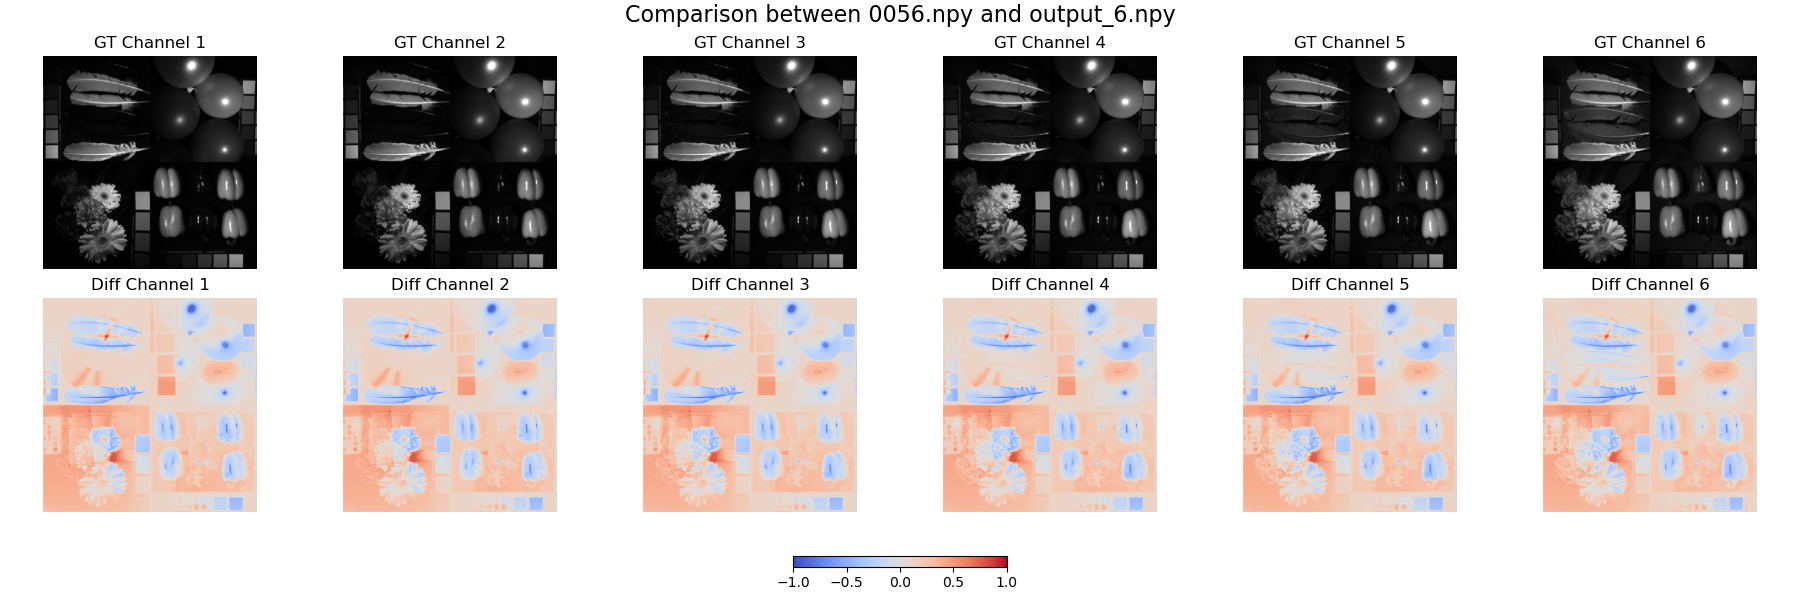 Comparison between 0056.npy and output_6.npy
GT Channel 1
GT Channel 2
GT Channel 3
GT Channel 4
GT Channel 5
GT Channel 6
Diff Channel 1
Diff Channel 2
Diff Channel 3
Diff Channel 4
Diff Channel 5
Diff Channel 6
−1.0
−0.5
0.0
0.5
1.0